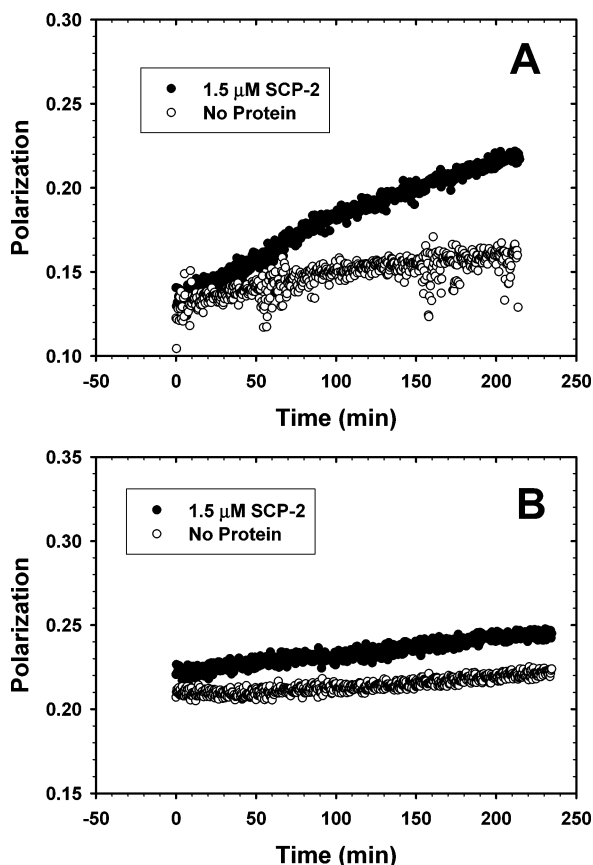 0.30
A
1.5 μM SCP-2
No Protein
0.25
0.20
0.15
0.10
Polarization
-50 0 50 100 150 200 250
Time (min)
0.35
B
1.5 μM SCP-2
No Protein
0.30
0.25
0.20
0.15
Polarization
-50 0 50 100 150 200 250
Time (min)